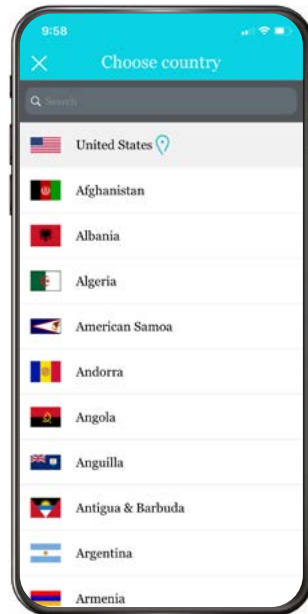 9:58
Choose country
Search
United States
Afghanistan
Albania
Algeria
American Samoa
Andorra
Angola
Anguilla
Antigua & Barbuda
Argentina
Armenia